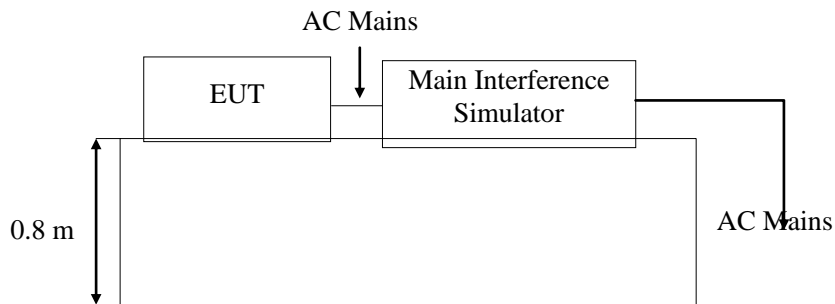 AC Mains
EUT
Main Interference
Simulator
0.8 m
AC Mains